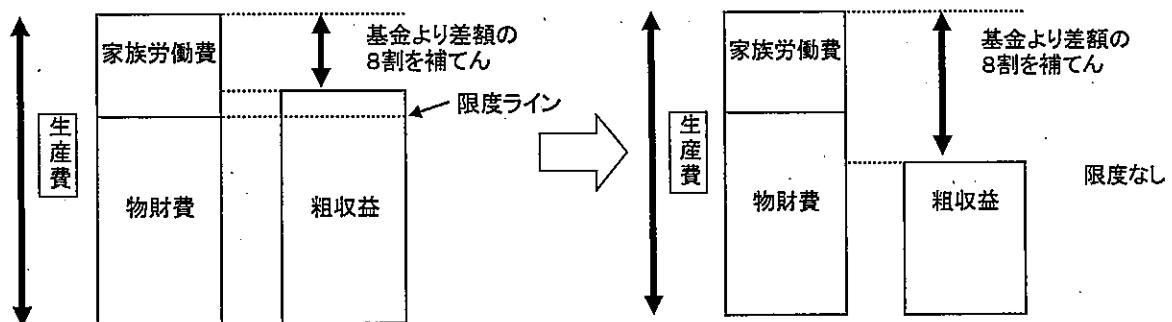 家族労働費
基金より差額の
8割を補てん
限度ライン
生産費
物財費
粗収益
家族労働費
基金より差額の
8割を補てん
生産費
物財費
粗収益
限度なし